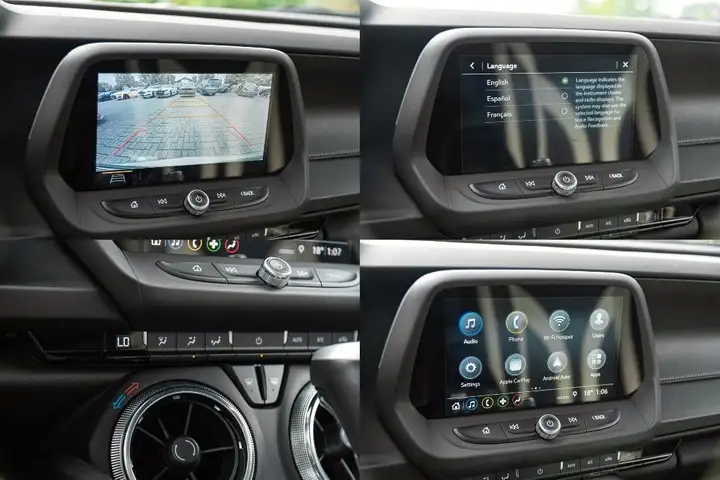 BACK
Language
English
Español
Français
Language indicates the
language displayed to
the instrument cluster
and radio displays. The
system may also use the
selected language for
Voice Recognition and
Audio Feedback.
BACK
18° 1:07
LO
Audio
Phone
Wi-Fi Hotspot
Users
Settings
Apple CarPlay
Android Auto
Apps
18° 1:06
BACK
AUTO